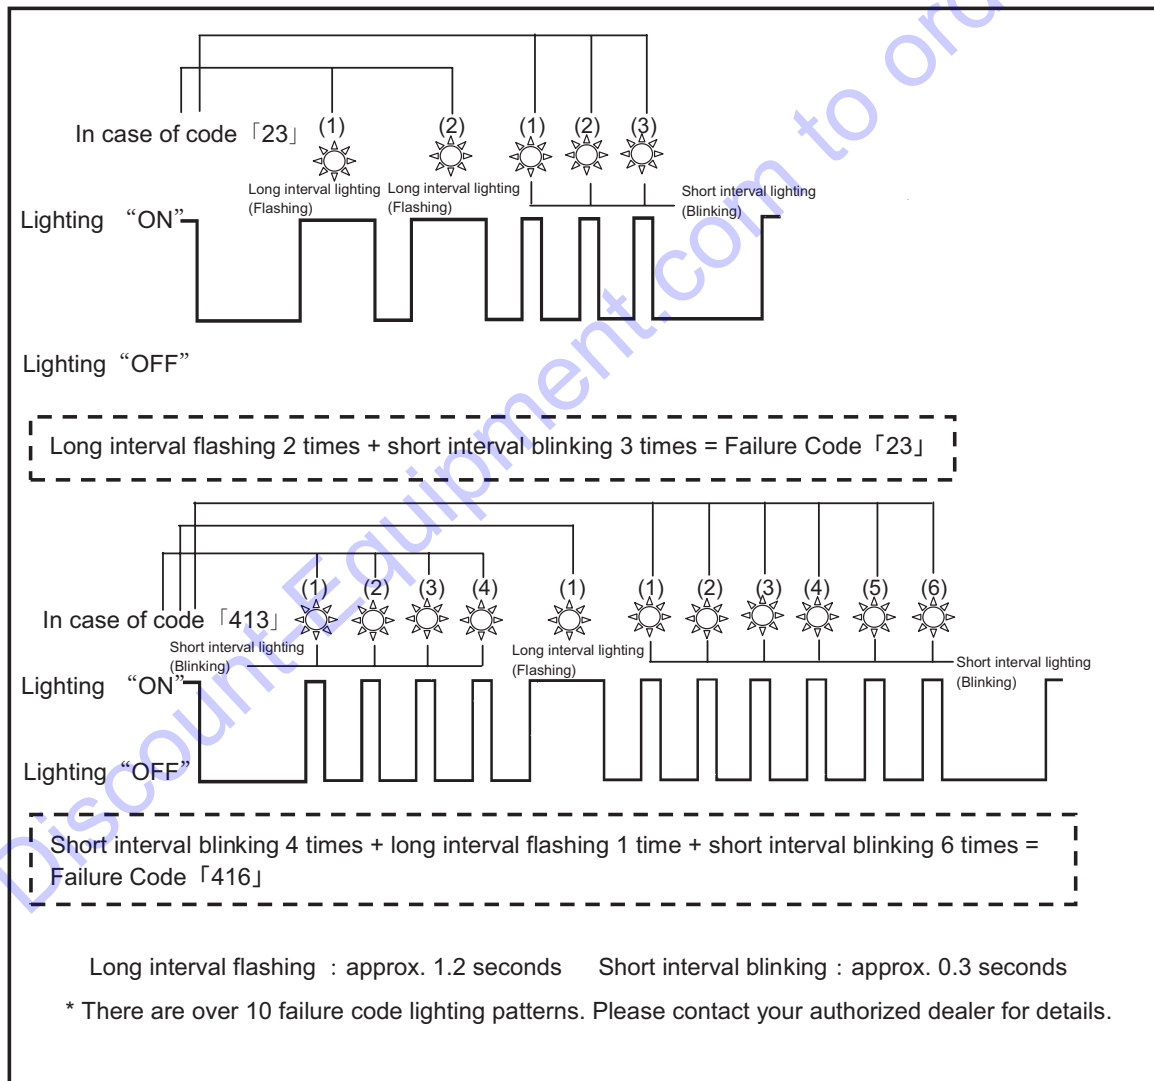 In case of code「23」
(1) (2) (1) (2) (3)
Long interval lighting
(Flashing)
Long interval lighting
(Flashing)
Short interval lighting
(Blinking)
Lighting “ON”
Lighting “OFF”
Long interval flashing 2 times + short interval blinking 3 times = Failure Code「23」
In case of code「413」
(1) (2) (3) (4) (1) (1) (2) (3) (4) (5) (6)
Short interval lighting
(Blinking)
Long interval lighting
(Flashing)
Short interval lighting
(Blinking)
Lighting “ON”
Lighting “OFF”
Short interval blinking 4 times + long interval flashing 1 time + short interval blinking 6 times =
Failure Code「416」
Long interval flashing : approx. 1.2 seconds Short interval blinking : approx. 0.3 seconds
* There are over 10 failure code lighting patterns. Please contact your authorized dealer for details.
Discount-Equipment.com to ord